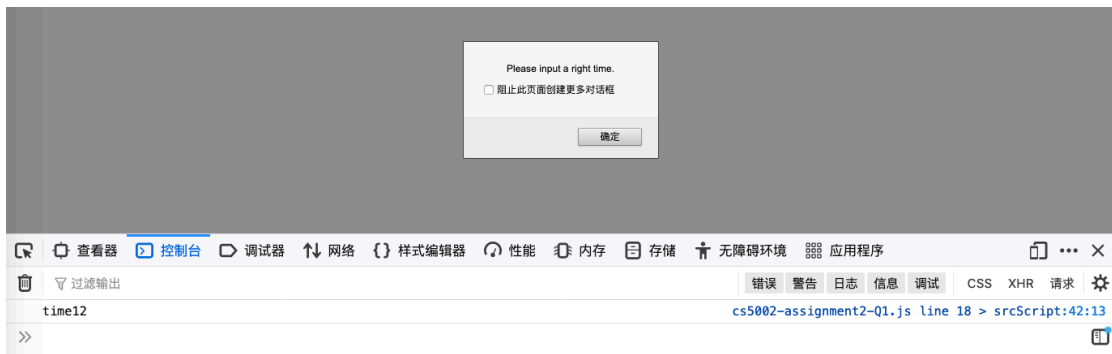 Please input a right time.
阻止此页面创建更多对话框
确定
查看器 控制台 调试器 网络 {} 样式编辑器 性能 内存 存储 无障碍环境 应用程序
过滤输出 错误 警告 日志 信息 调试 CSS XHR 请求
time12 cs5002-assignment2-Q1.js line 18 > srcScript:42:13